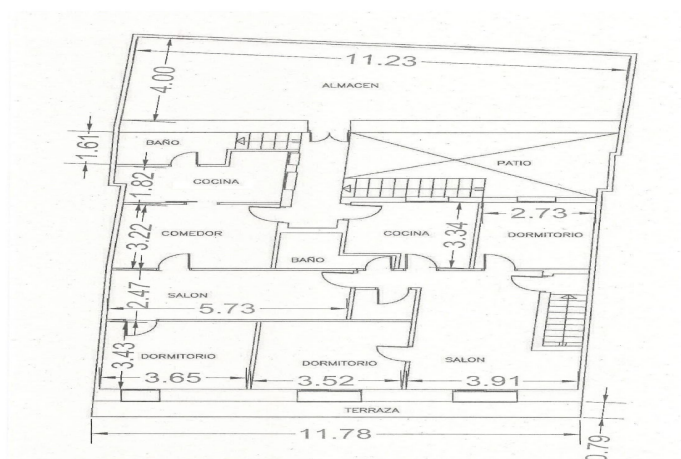 11.23
4.00
ALMACEN
1.61
BAÑO
PATIO
1.82
COCINA
3.22
COMEDOR
COCINA
3.34
2.73
DORMITORIO
BAÑO
2.47
SALON
5.73
3.43
DORMITORIO
3.65
DORMITORIO
3.52
SALON
3.91
TERRAZA
11.78
0.79